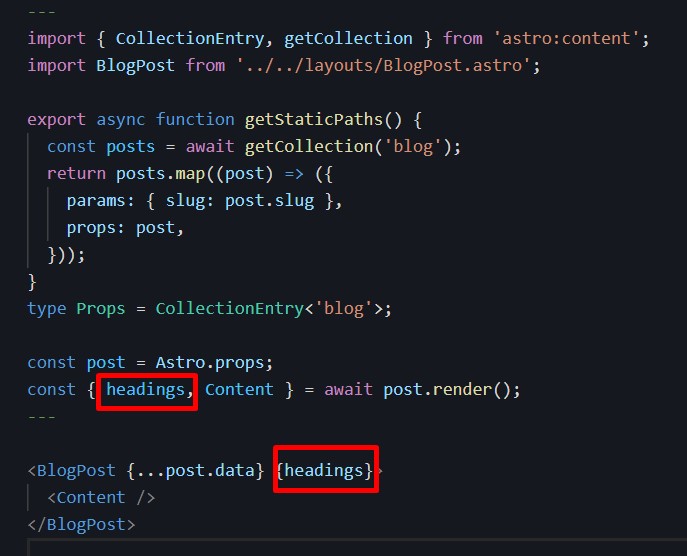 ---
import { CollectionEntry, getCollection } from 'astro:content';
import BlogPost from '../../layouts/BlogPost.astro';

export async function getStaticPaths() {
  const posts = await getCollection('blog');
  return posts.map((post) => ({
    params: { slug: post.slug },
    props: post,
  }));
}
type Props = CollectionEntry<'blog'>;

const post = Astro.props;
const { headings, Content } = await post.render();
---

<BlogPost {...post.data} {headings}>
  <Content />
</BlogPost>